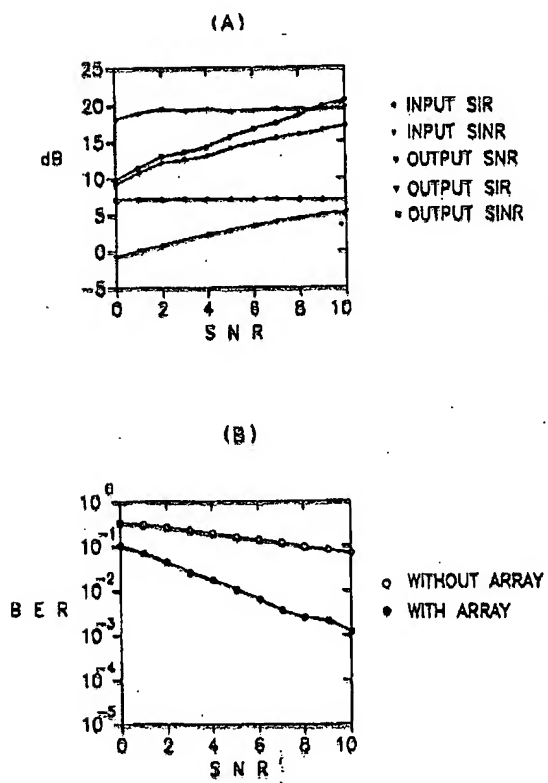 (A)
25
20
15
dB
10
5
0
-5
0 2 4 6 8 10
S N R
INPUT SIR
INPUT SINR
OUTPUT SNR
OUTPUT SIR
OUTPUT SINR
(B)
10^0
10^-1
10^-2
B E R
10^-3
10^-4
10^-5
0 2 4 6 8 10
S N R
WITHOUT ARRAY
WITH ARRAY